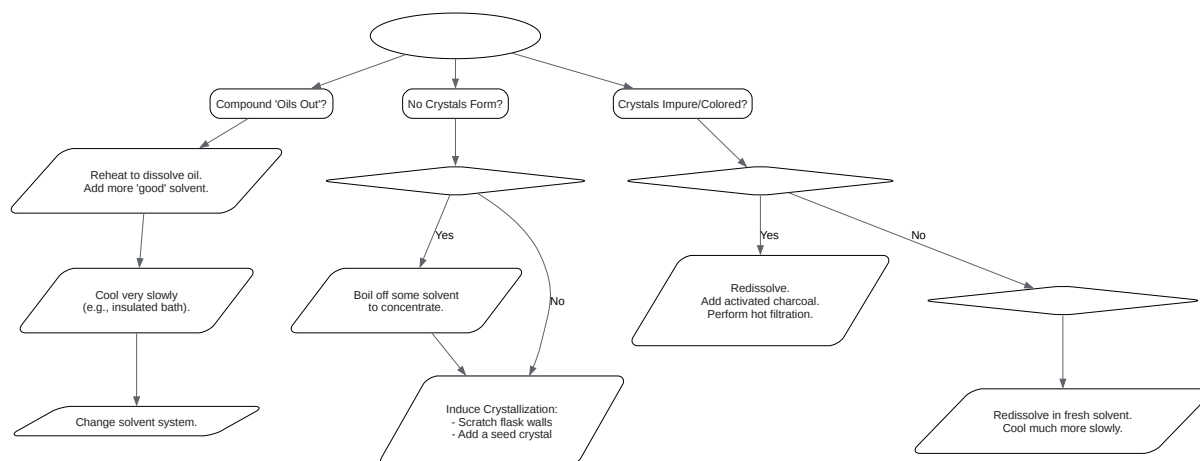 Compound 'Oils Out'?
No Crystals Form?
Crystals Impure/Colored?
Reheat to dissolve oil.
Add more 'good' solvent.
Yes
No
Yes
No
Cool very slowly
(e.g., insulated bath).
Boil off some solvent
to concentrate.
Redissolve.
Add activated charcoal.
Perform hot filtration.
Change solvent system.
Induce Crystallization:
- Scratch flask walls
- Add a seed crystal
Redissolve in fresh solvent.
Cool much more slowly.